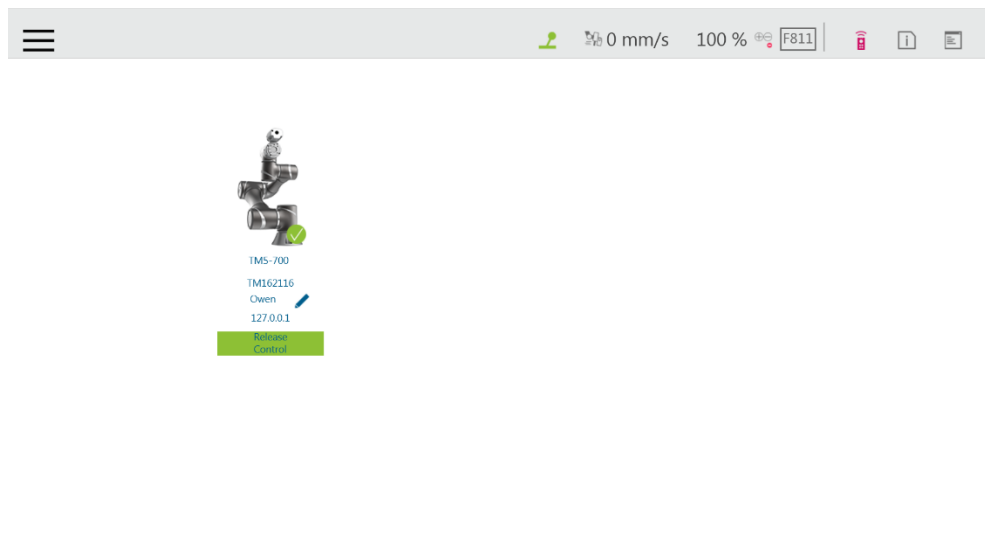 0 mm/s 100 % F811
TM5-700
TM162116
Owen
127.0.0.1
Release
Control